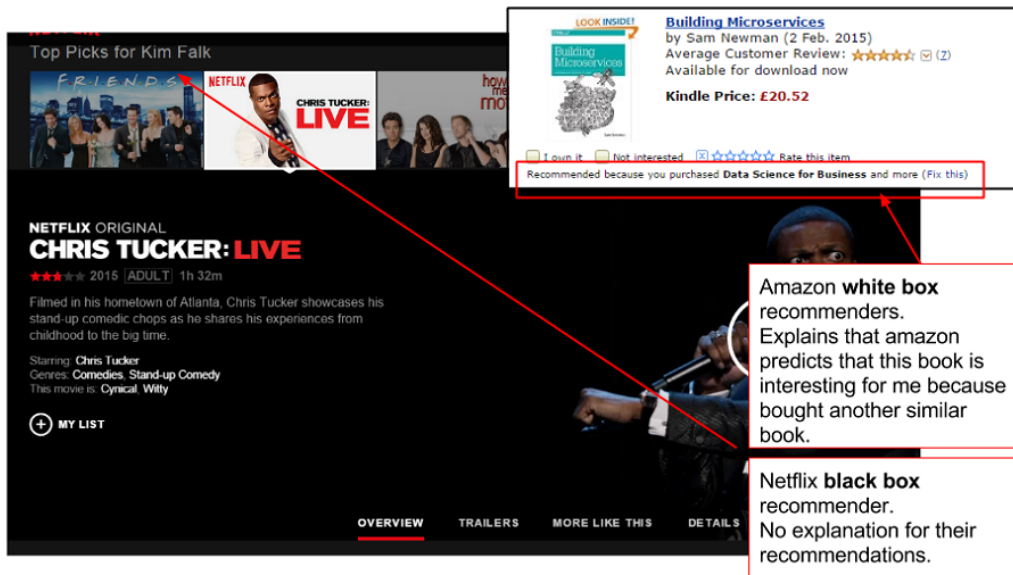 Top Picks for Kim Falk
F·R·I·E·N·D·S
NETFLIX
CHRIS TUCKER:
LIVE
how
me
mo
LOOK INSIDE!
Building
Microservices
Building Microservices
by Sam Newman (2 Feb. 2015)
Average Customer Review: (7)
Available for download now
Kindle Price: £20.52
I own it Not interested x Rate this item
Recommended because you purchased Data Science for Business and more (Fix this)
NETFLIX ORIGINAL
CHRIS TUCKER: LIVE
2015 ADULT 1h 32m
Filmed in his hometown of Atlanta, Chris Tucker showcases his
stand-up comedic chops as he shares his experiences from
childhood to the big time.
Starring: Chris Tucker
Genres: Comedies, Stand-up Comedy
This movie is: Cynical, Witty
+ MY LIST
OVERVIEW TRAILERS MORE LIKE THIS DETAILS
Amazon white box
recommenders.
Explains that amazon
predicts that this book is
interesting for me because
bought another similar
book.
Netflix black box
recommender.
No explanation for their
recommendations.